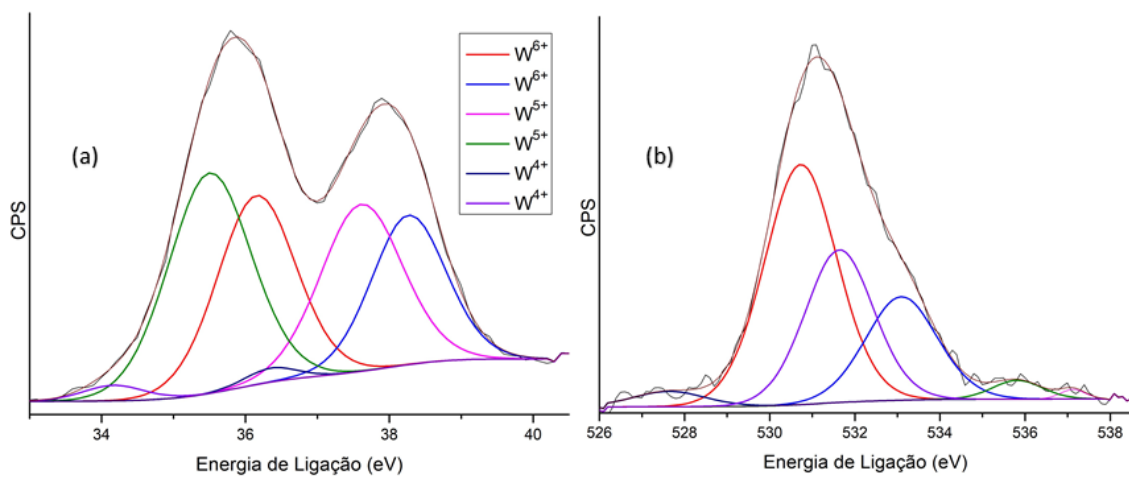 (a)
W⁶⁺
W⁶⁺
W⁵⁺
W⁵⁺
W⁴⁺
W⁴⁺
CPS
34 36 38 40
Energia de Ligação (eV)
(b)
CPS
526 528 530 532 534 536 538
Energia de Ligação (eV)